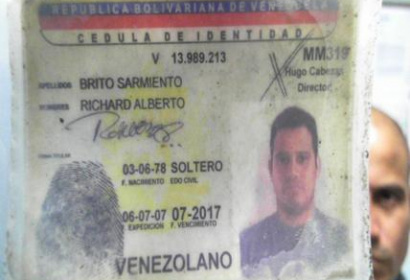 REPUBLICA BOLIVARIANA DE VENEZUELA
CEDULA DE IDENTIDAD
V 13.989.213
MM319
Hugo Cabezas
Director
APELLIDOS BRITO SARMIENTO
NOMBRES RICHARD ALBERTO
03-06-78 SOLTERO
F. NACIMIENTO EDO CIVIL
06-07-07 07-2017
EXPEDICION F. VENCIMIENTO
VENEZOLANO